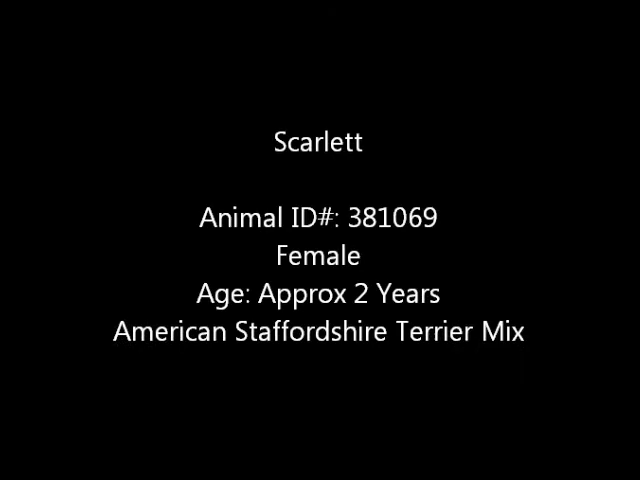 Scarlett
Animal ID#: 381069
Female
Age: Approx 2 Years
American Staffordshire Terrier Mix